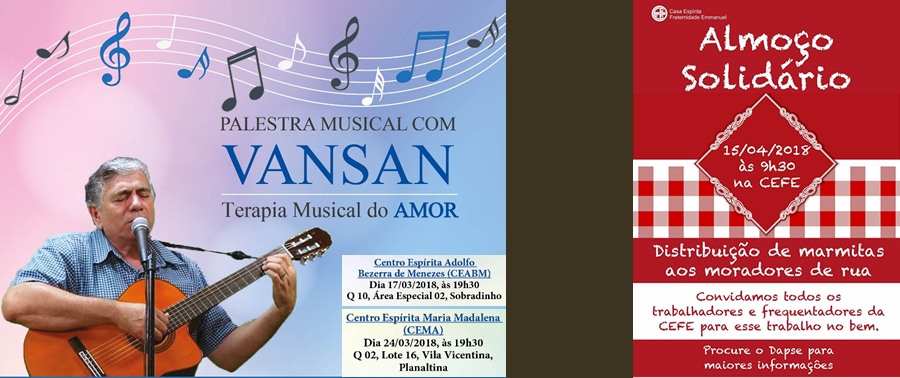 PALESTRA MUSICAL COM
VANSAN
Terapia Musical do AMOR
Centro Espírita Adolfo
Bezerra de Menezes (CEABM)
Dia 17/03/2018, às 19h30
Q 10, Área Especial 02, Sobradinho
Centro Espírita Maria Madalena
(CEMA)
Dia 24/03/2018, às 19h30
Q 02, Lote 16, Vila Vicentina,
Planaltina
Casa Espírita
Fraternidade Emmanuel
Almoço
Solidário
15/04/2018
às 9h30
na CEFE
Distribuição de marmitas
aos moradores de rua
Convidamos todos os
trabalhadores e frequentadores da
CEFE para esse trabalho no bem.
Procure o Dapse para
maiores informações